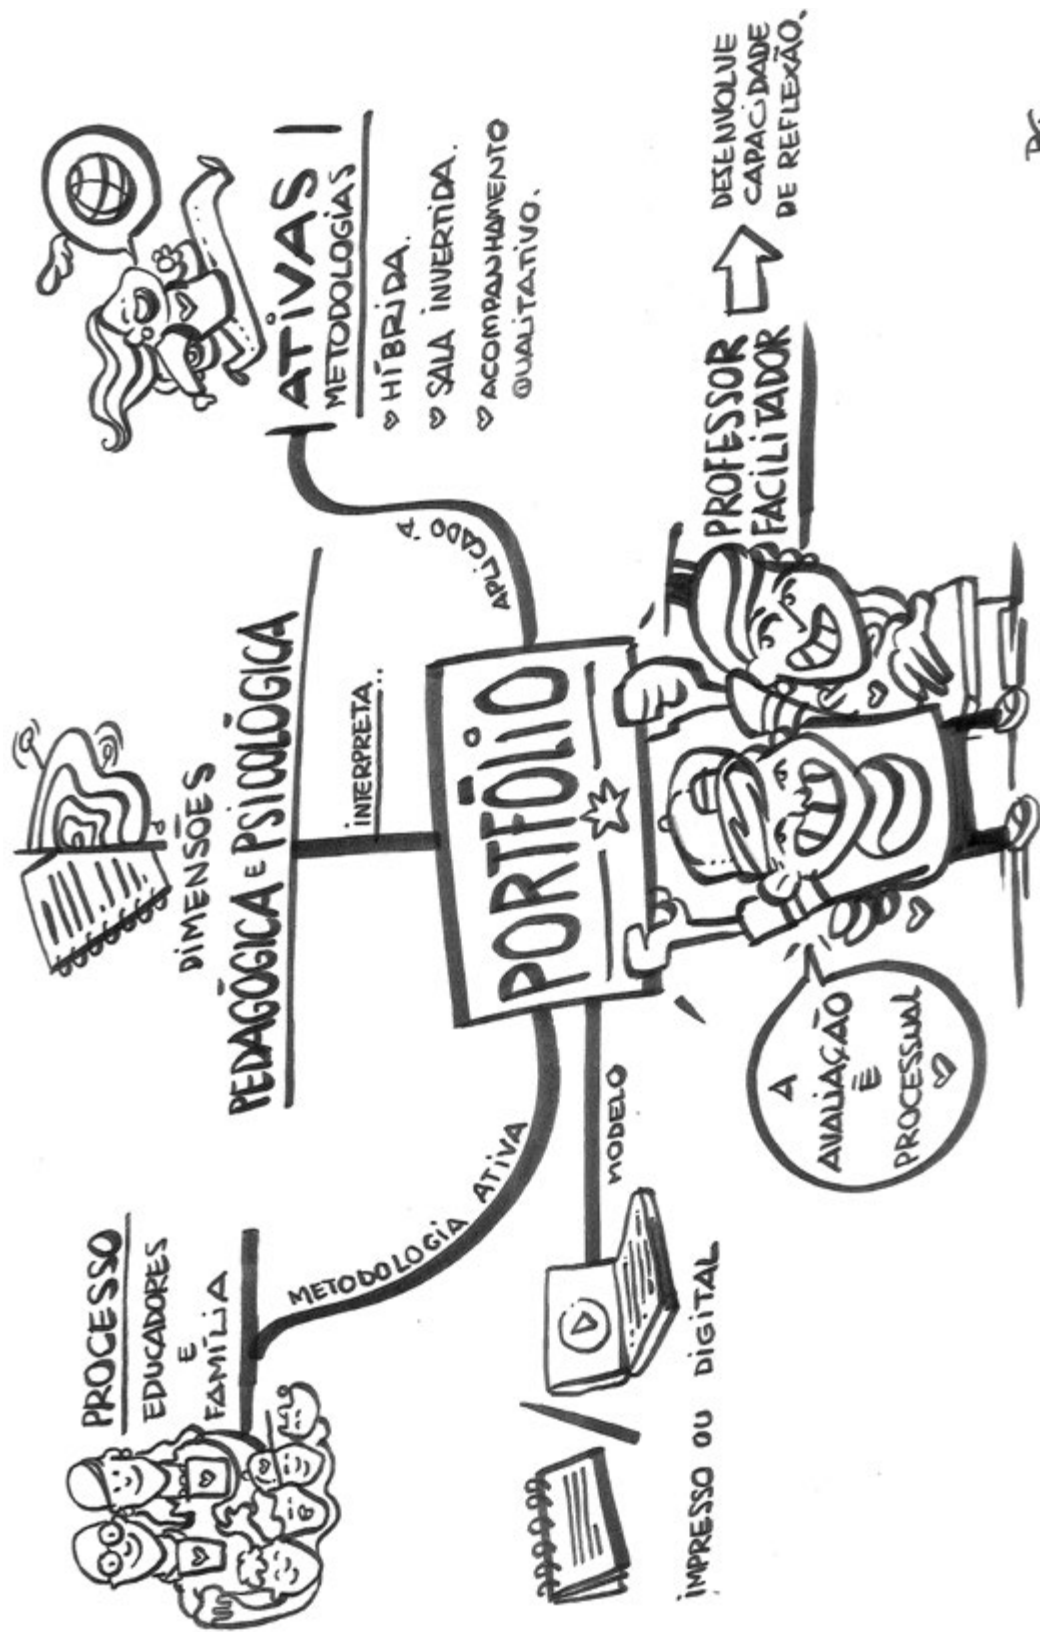 PROCESSO
EDUCADORES
E
FAMÍLIA
METODOLOGIA ATIVA
DIMENSÕES
PEDAGÓGICA E PSICOLÓGICA
INTERPRETA..
ATIVAS
METODOLOGIAS
HÍBRIDA.
SALA INVERTIDA.
ACOMPANHAMENTO
QUALITATIVO.
APLICADO À
PORTFÓLIO
MODELO
IMPRESSO OU DIGITAL
A
AVALIAÇÃO
É
PROCESSUAL
PROFESSOR
FACILITADOR
DESENVOLVE
CAPACIDADE
DE REFLEXÃO.